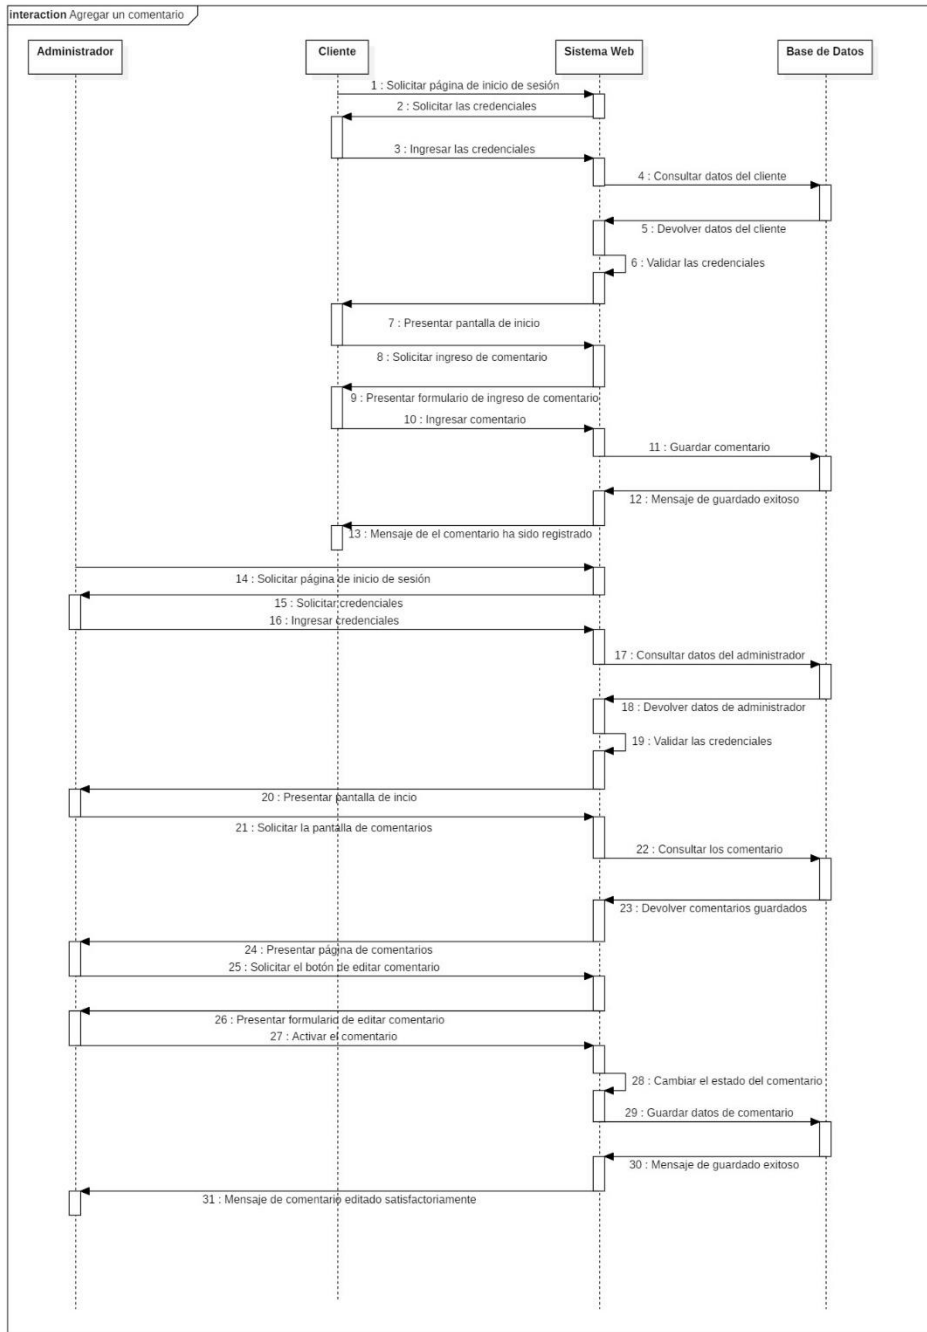 interaction Agregar un comentario
Administrador
Cliente
Sistema Web
Base de Datos
1 : Solicitar página de inicio de sesión
2 : Solicitar las credenciales
3 : Ingresar las credenciales
4 : Consultar datos del cliente
5 : Devolver datos del cliente
6 : Validar las credenciales
7 : Presentar pantalla de inicio
8 : Solicitar ingreso de comentario
9 : Presentar formulario de ingreso de comentario
10 : Ingresar comentario
11 : Guardar comentario
12 : Mensaje de guardado exitoso
13 : Mensaje de el comentario ha sido registrado
14 : Solicitar página de inicio de sesión
15 : Solicitar credenciales
16 : Ingresar credenciales
17 : Consultar datos del administrador
18 : Devolver datos de administrador
19 : Validar las credenciales
20 : Presentar pantalla de incio
21 : Solicitar la pantalla de comentarios
22 : Consultar los comentario
23 : Devolver comentarios guardados
24 : Presentar página de comentarios
25 : Solicitar el botón de editar comentario
26 : Presentar formulario de editar comentario
27 : Activar el comentario
28 : Cambiar el estado del comentario
29 : Guardar datos de comentario
30 : Mensaje de guardado exitoso
31 : Mensaje de comentario editado satisfactoriamente